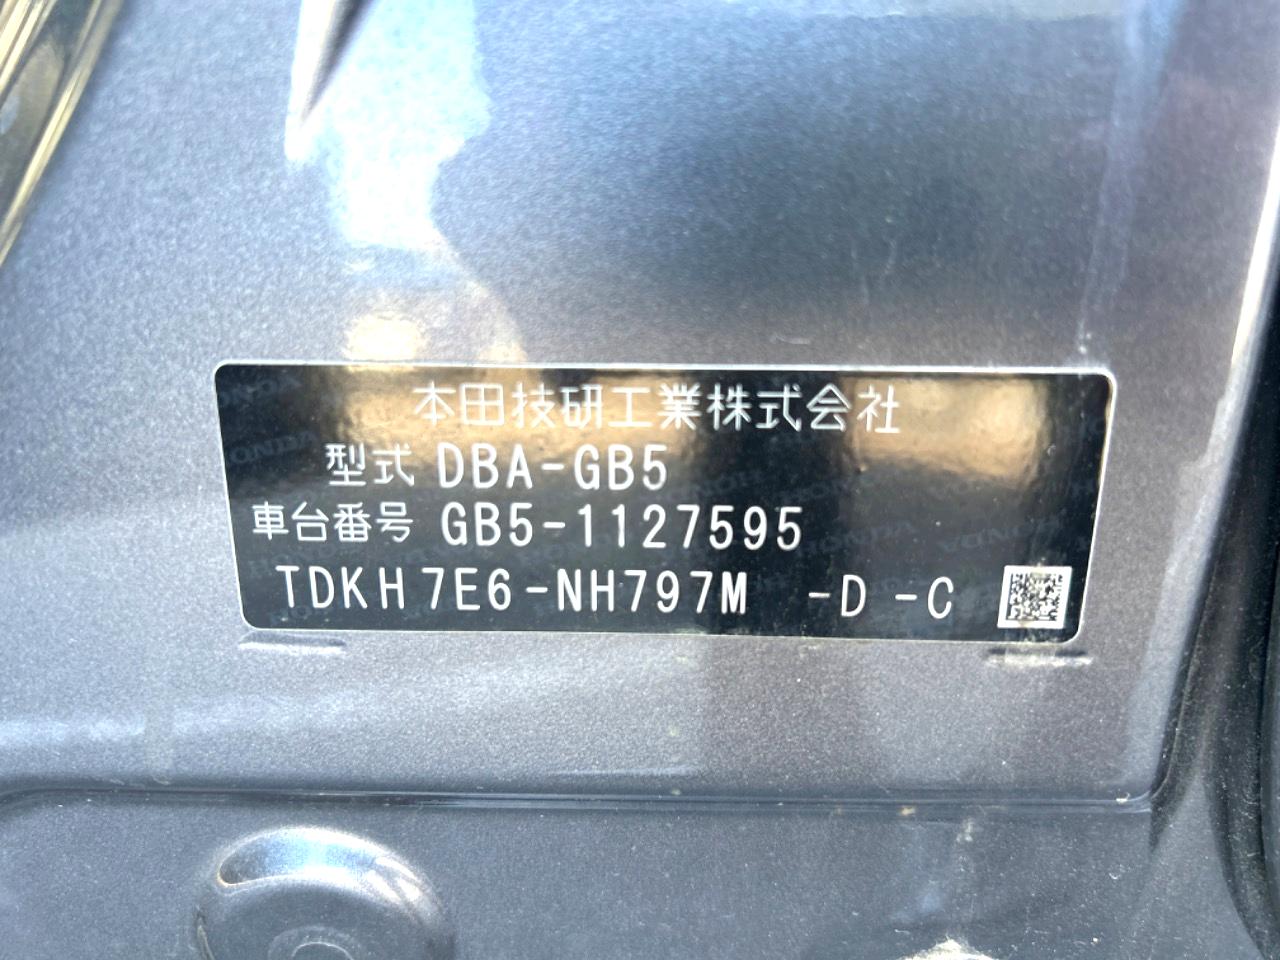 本田技研工業株式会社
型式 DBA-GB5
車台番号 GB5-1127595
TDKH7E6-NH797M -D -C